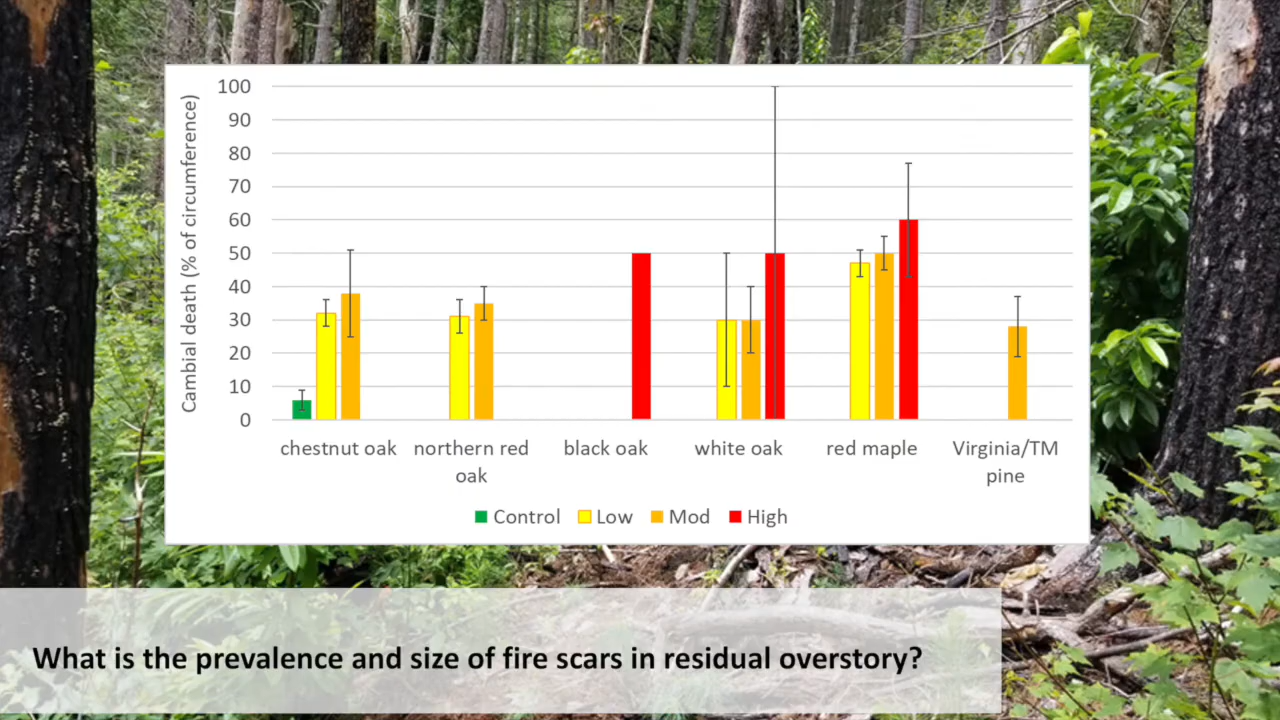 Cambial death (% of circumference)
100
90
80
70
60
50
40
30
20
10
0
chestnut oak northern red black oak white oak red maple Virginia/TM
oak pine
Control Low Mod High
What is the prevalence and size of fire scars in residual overstory?